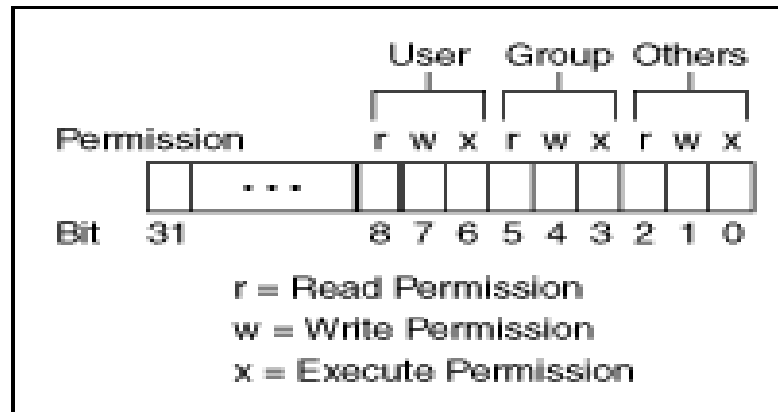 User Group Others
Permission r w x r w x r w x
...
Bit 31 8 7 6 5 4 3 2 1 0
r = Read Permission
w = Write Permission
x = Execute Permission